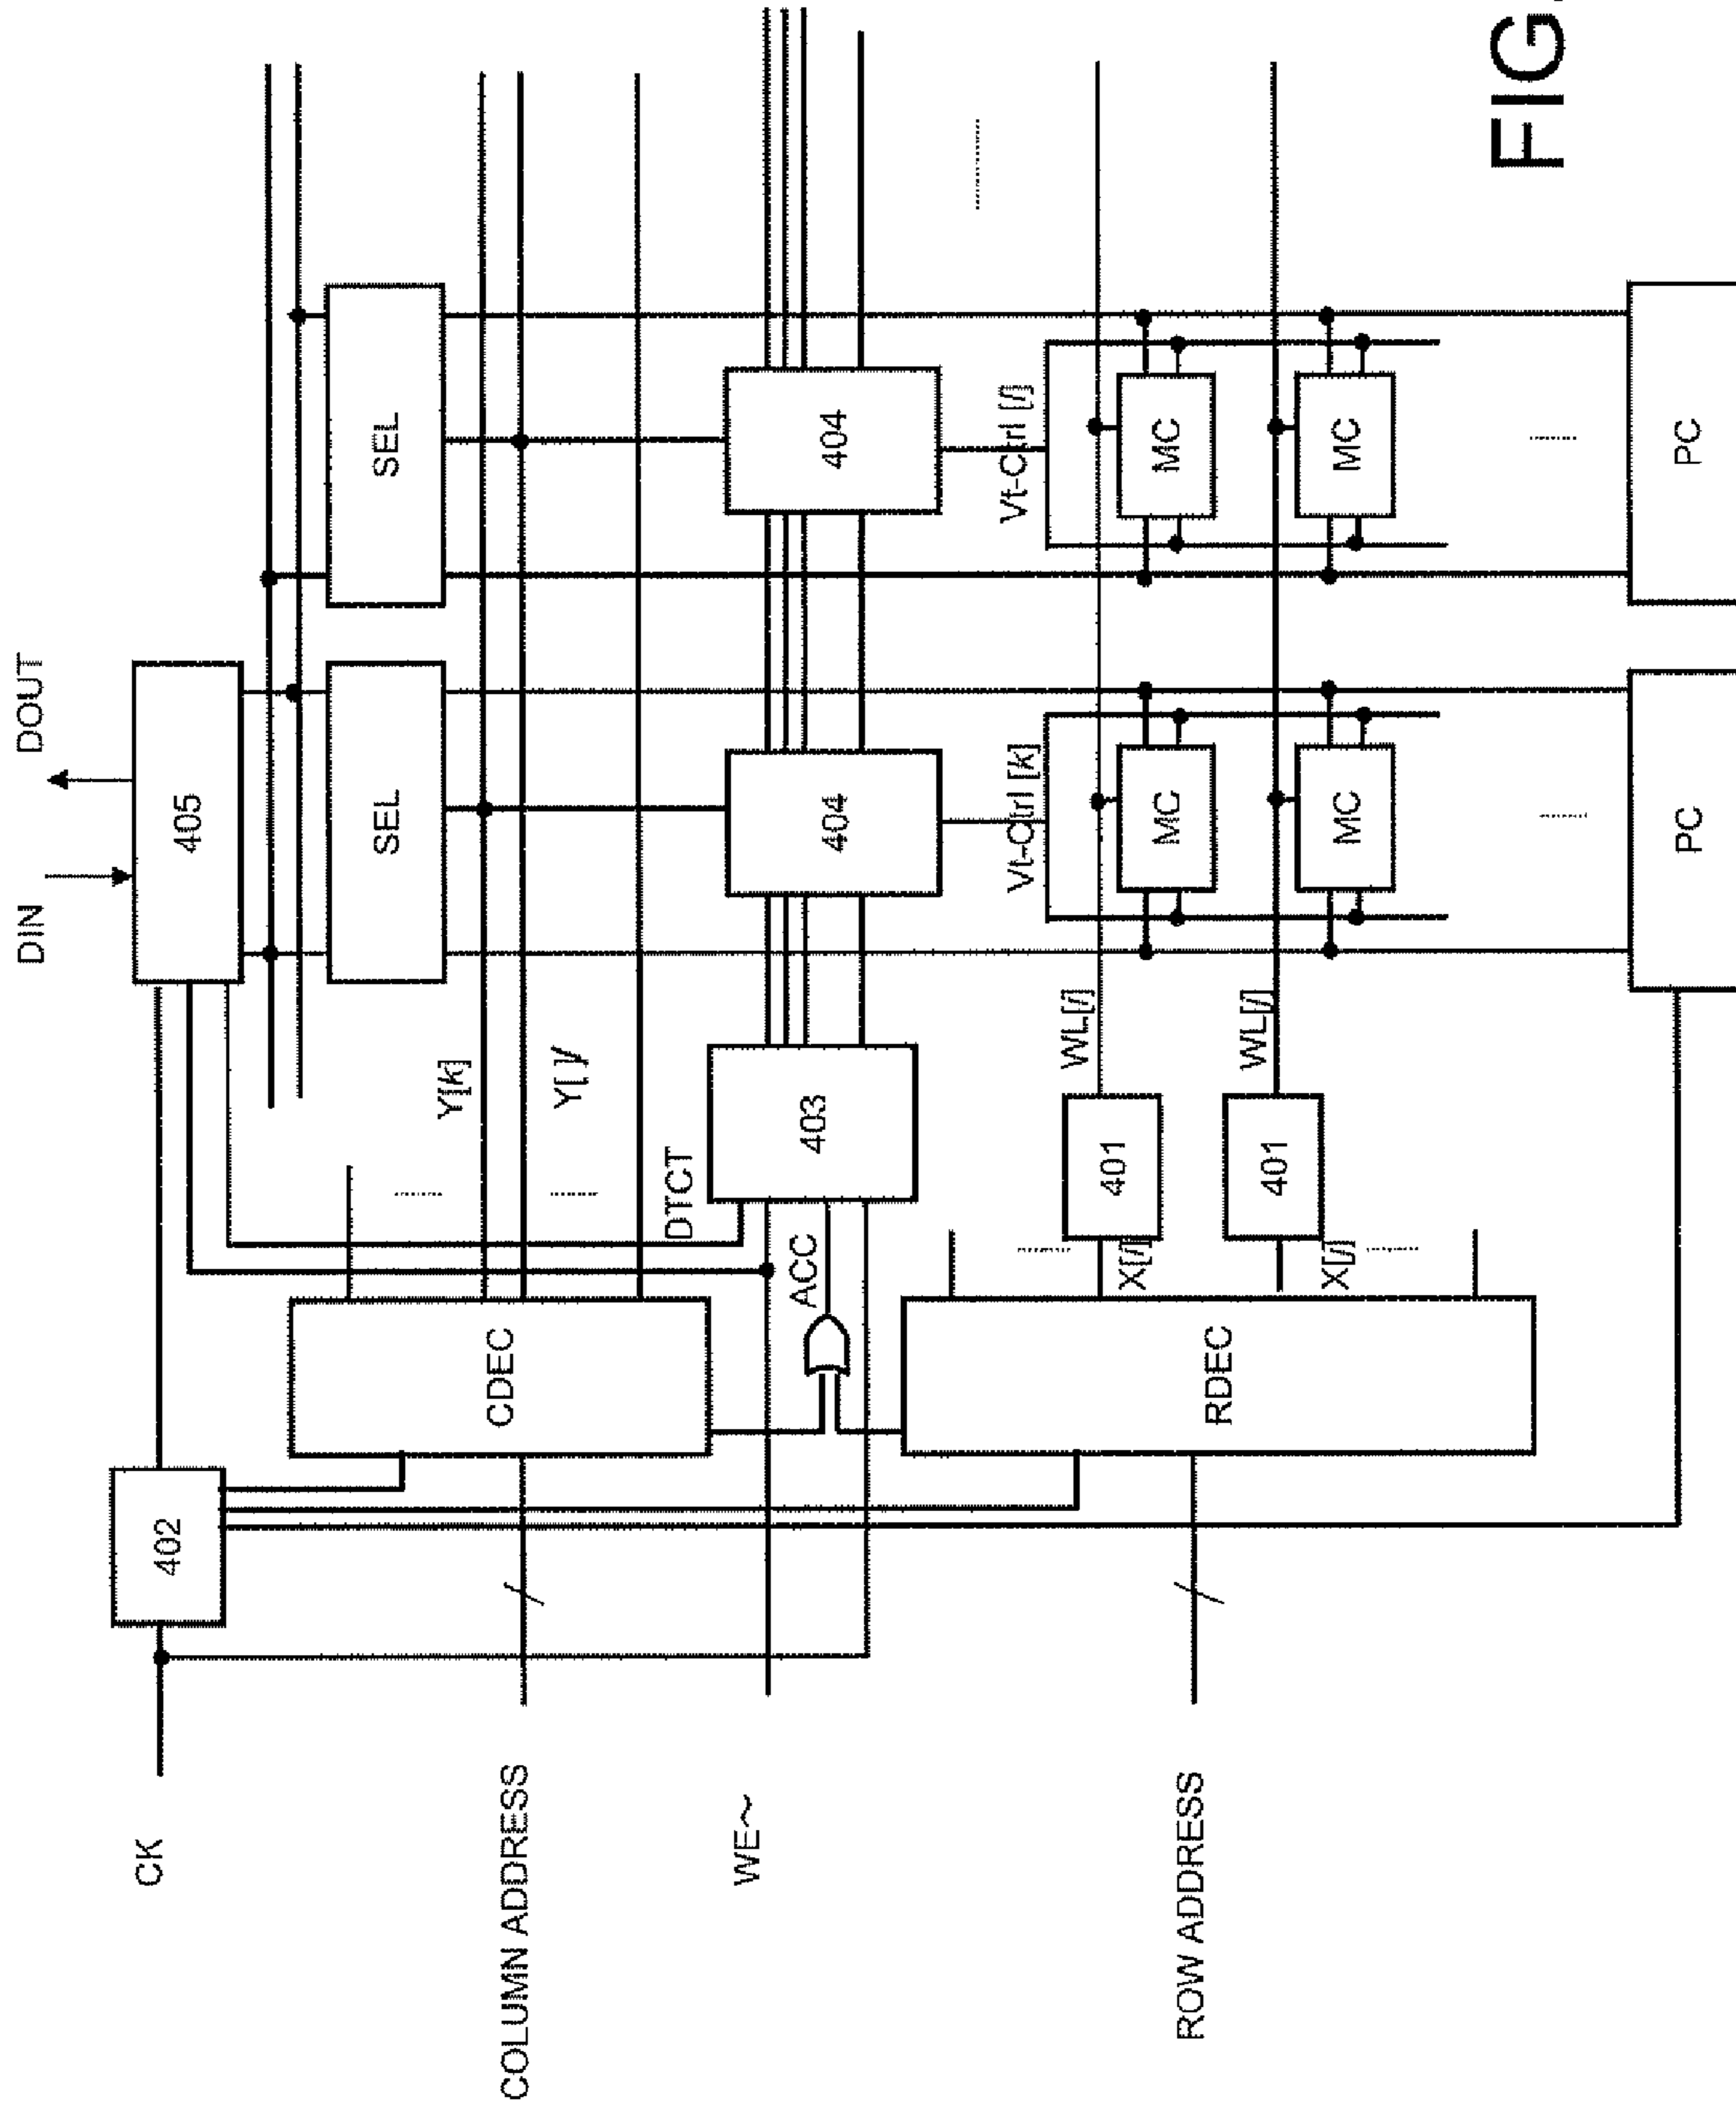 DIN
DOUT
405
SEL
SEL
CK
402
CDEC
COLUMN ADDRESS
Y[k]
Y[ ]/
DTCT
WE~
ACC
403
404
404
Vt-Ctrl [k]
Vt-Ctrl [j]
ROW ADDRESS
RDEC
X[i]
X[j]
401
401
WL[i]
WL[j]
MC
MC
MC
MC
PC
PC
FIG.